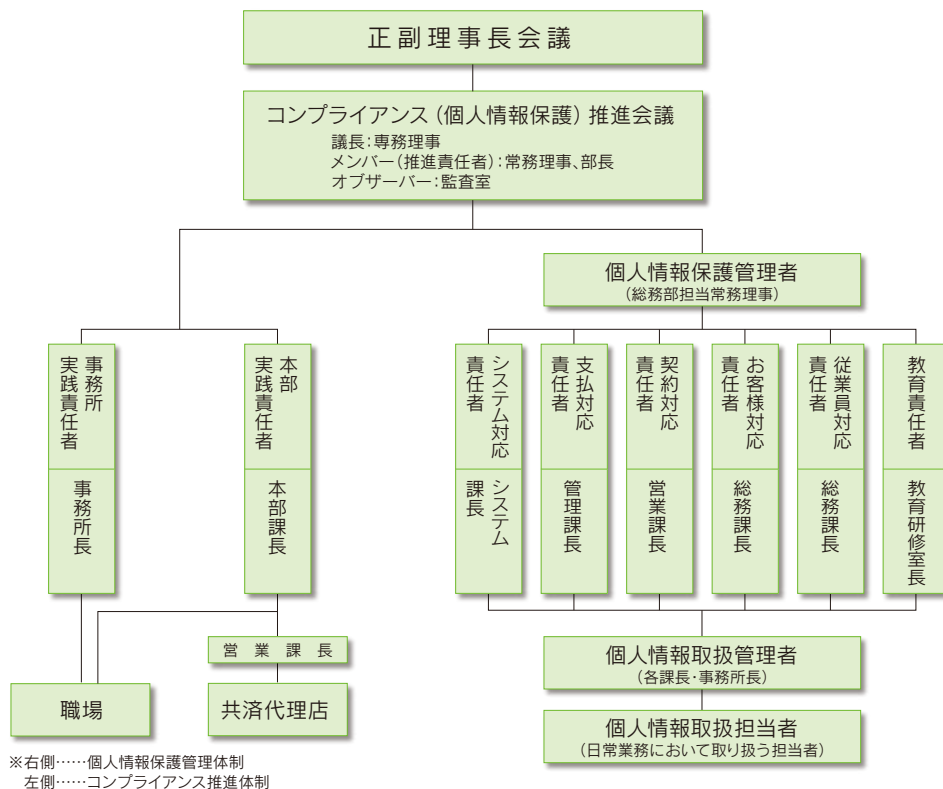 正副理事長会議
コンプライアンス（個人情報保護）推進会議
議長：専務理事
メンバー（推進責任者）：常務理事、部長
オブザーバー：監査室
個人情報保護管理者
（総務部担当常務理事）
事務所
実践責任者
事務所長
本部
実践責任者
本部課長
システム対応
責任者
システム
課長
支払対応
責任者
管理課長
契約対応
責任者
営業課長
お客様対応
責任者
総務課長
従業員対応
責任者
総務課長
教育責任者
教育研修室長
営業課長
職場
共済代理店
個人情報取扱管理者
（各課長・事務所長）
個人情報取扱担当者
（日常業務において取り扱う担当者）
※右側……個人情報保護管理体制
左側……コンプライアンス推進体制